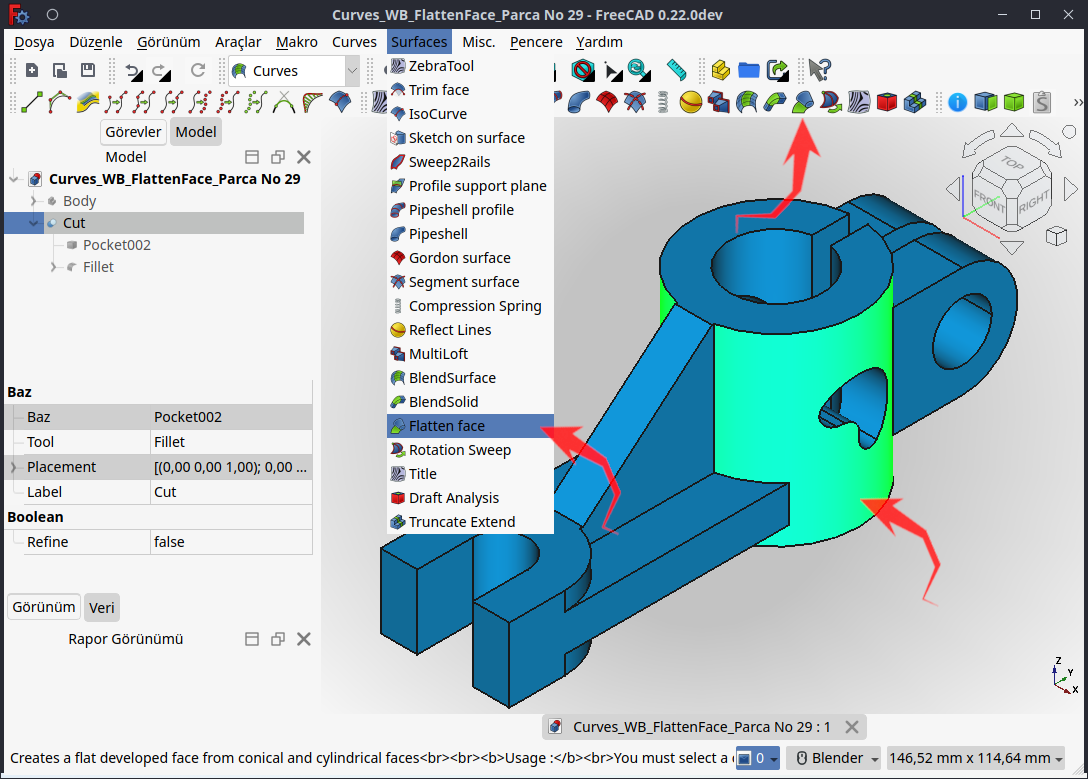 Curves_WB_FlattenFace_Parca No 29 - FreeCAD 0.22.0dev
Dosya Düzenle Görünüm Araçlar Makro Curves Surfaces Misc. Pencere Yardım
Curves
ZebraTool
Trim face
IsoCurve
Sketch on surface
Sweep2Rails
Profile support plane
Pipeshell profile
Pipeshell
Gordon surface
Segment surface
Compression Spring
Reflect Lines
MultiLoft
BlendSurface
BlendSolid
Flatten face
Rotation Sweep
Title
Draft Analysis
Truncate Extend
Görevler Model
Model
Curves_WB_FlattenFace_Parca No 29
Body
Cut
Pocket002
Fillet
Baz
Baz Pocket002
Tool Fillet
Placement [(0,00 0,00 1,00); 0,00 ...
Label Cut
Boolean
Refine false
Görünüm Veri
Rapor Görünümü
TOP
FRONT RIGHT
Z
Y
X
Curves_WB_FlattenFace_Parca No 29 : 1
Creates a flat developed face from conical and cylindrical faces<br><br><b>Usage :</b><br>You must select a 0 Blender 146,52 mm x 114,64 mm